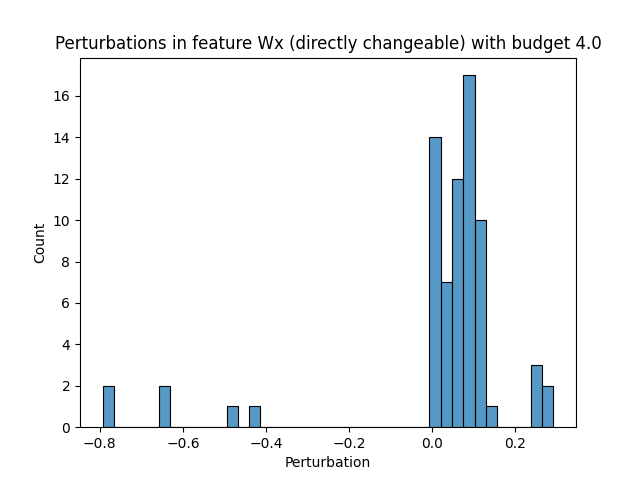 Perturbations in feature Wx (directly changeable) with budget 4.0
Count
16
14
12
10
8
6
4
2
0
−0.8 −0.6 −0.4 −0.2 0.0 0.2
Perturbation